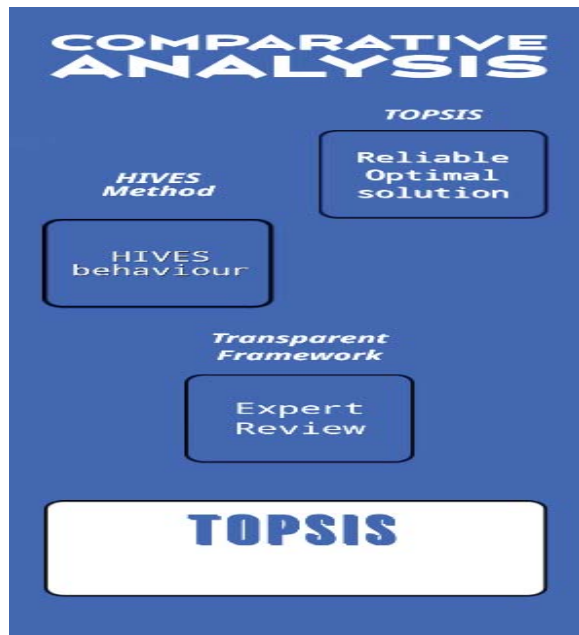 COMPARATIVE
ANALYSIS
TOPSIS
Reliable
Optimal
solution
HIVES
Method
HIVES
behaviour
Transparent
Framework
Expert
Review
TOPSIS